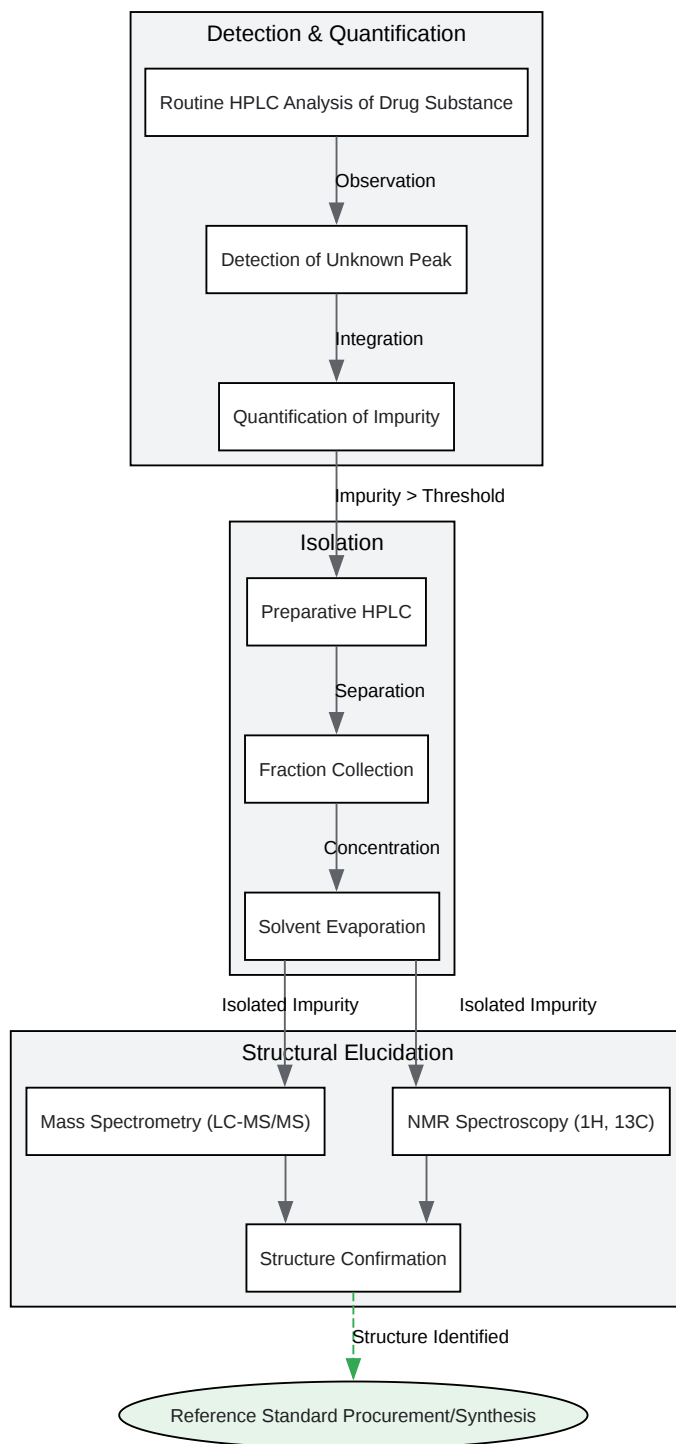 Detection & Quantification
Routine HPLC Analysis of Drug Substance
Observation
Detection of Unknown Peak
Integration
Quantification of Impurity
Impurity > Threshold
Isolation
Preparative HPLC
Separation
Fraction Collection
Concentration
Solvent Evaporation
Isolated Impurity
Isolated Impurity
Structural Elucidation
Mass Spectrometry (LC-MS/MS)
NMR Spectroscopy (1H, 13C)
Structure Confirmation
Structure Identified
Reference Standard Procurement/Synthesis